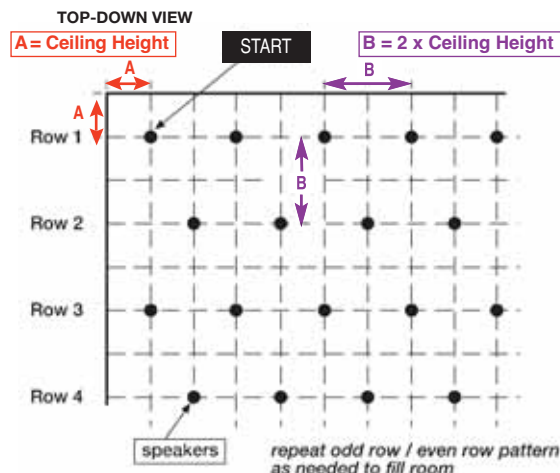 TOP-DOWN VIEW
A = Ceiling Height
START
B = 2 x Ceiling Height
A
B
A
Row 1
B
Row 2
Row 3
Row 4
speakers
repeat odd row / even row pattern
as needed to fill room